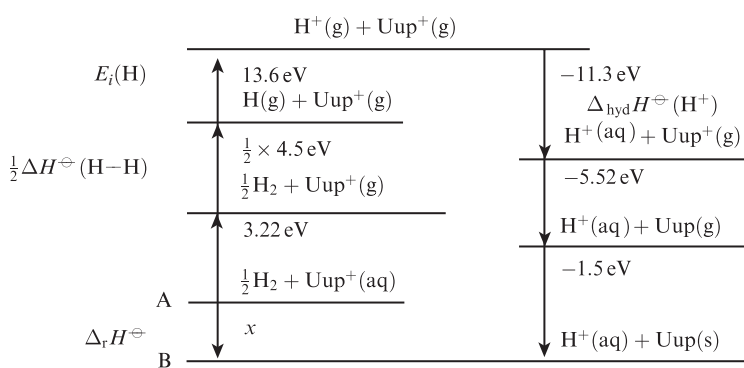 H⁺(g) + Uup⁺(g)
Eᵢ(H)
13.6 eV
H(g) + Uup⁺(g)
½ΔH⦵(H−H)
½ × 4.5 eV
½H₂ + Uup⁺(g)
3.22 eV
½H₂ + Uup⁺(aq)
A
ΔᵣH⦵
x
B
−11.3 eV
Δ hyd H⦵(H⁺)
H⁺(aq) + Uup⁺(g)
−5.52 eV
H⁺(aq) + Uup(g)
−1.5 eV
H⁺(aq) + Uup(s)